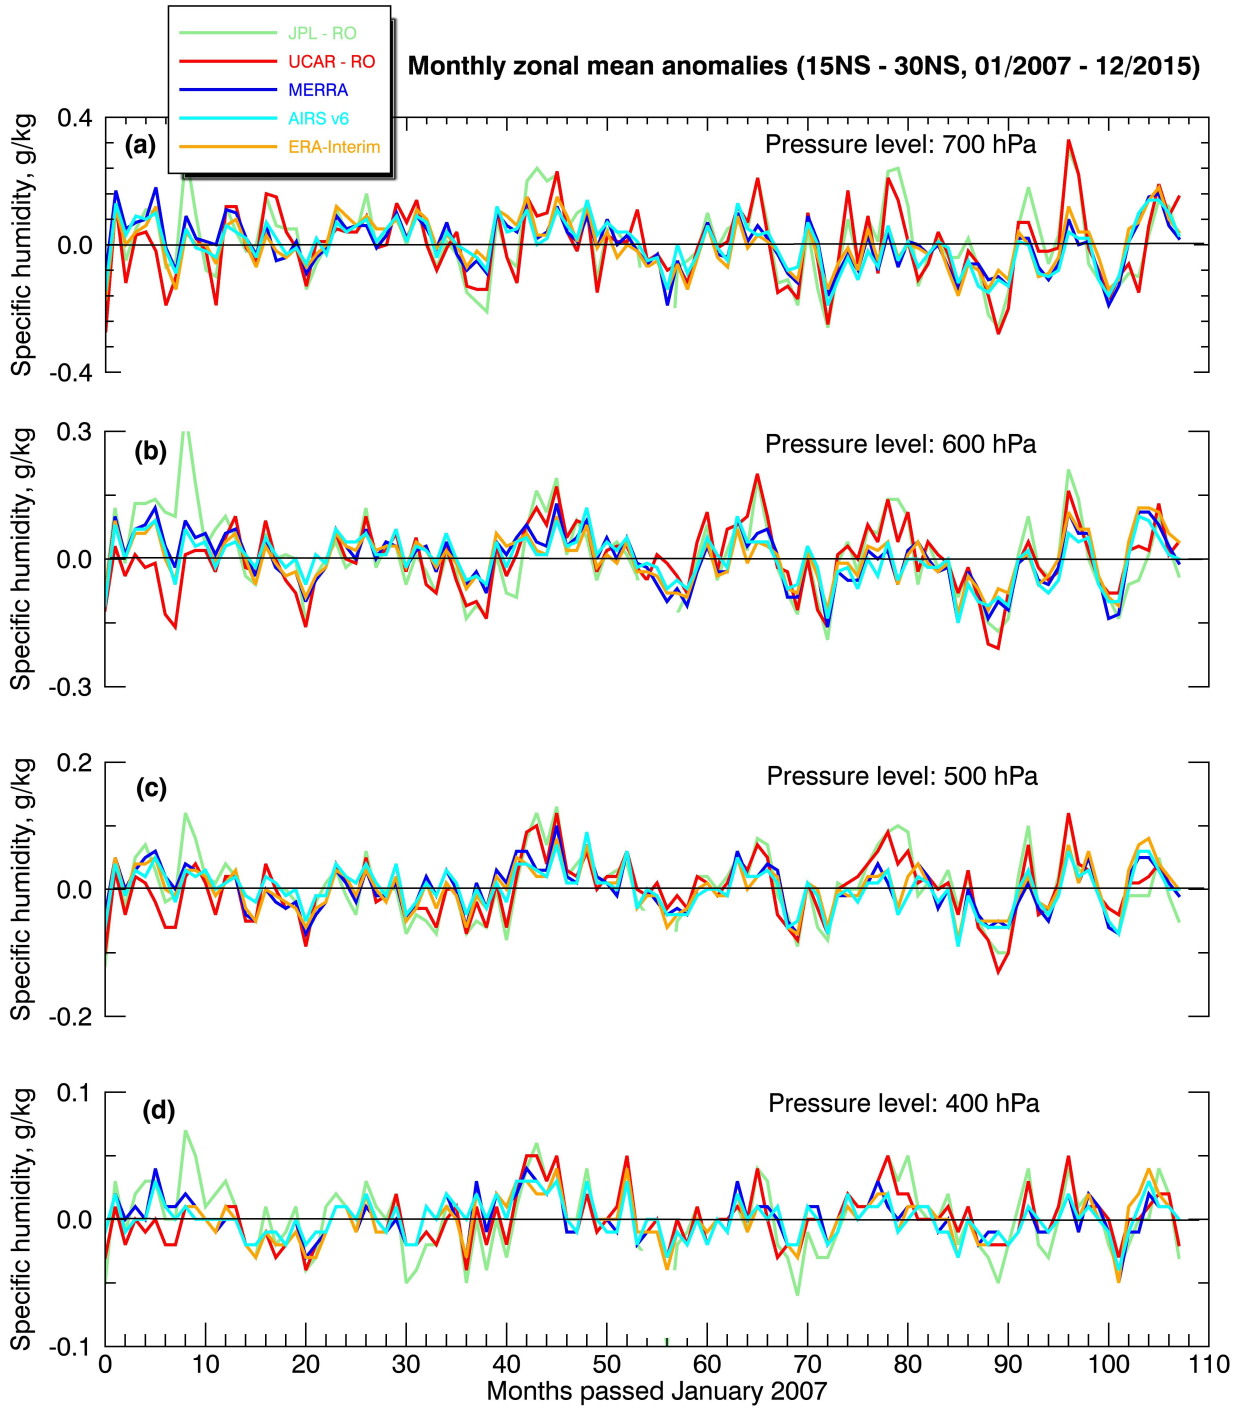 JPL - RO
UCAR - RO
MERRA
AIRS v6
ERA-Interim
Monthly zonal mean anomalies (15NS - 30NS, 01/2007 - 12/2015)
(a)
Pressure level: 700 hPa
Specific humidity, g/kg
0.4
0.0
-0.4
(b)
Pressure level: 600 hPa
Specific humidity, g/kg
0.3
0.0
-0.3
(c)
Pressure level: 500 hPa
Specific humidity, g/kg
0.2
0.0
-0.2
(d)
Pressure level: 400 hPa
Specific humidity, g/kg
0.1
0.0
-0.1
0 10 20 30 40 50 60 70 80 90 100 110
Months passed January 2007